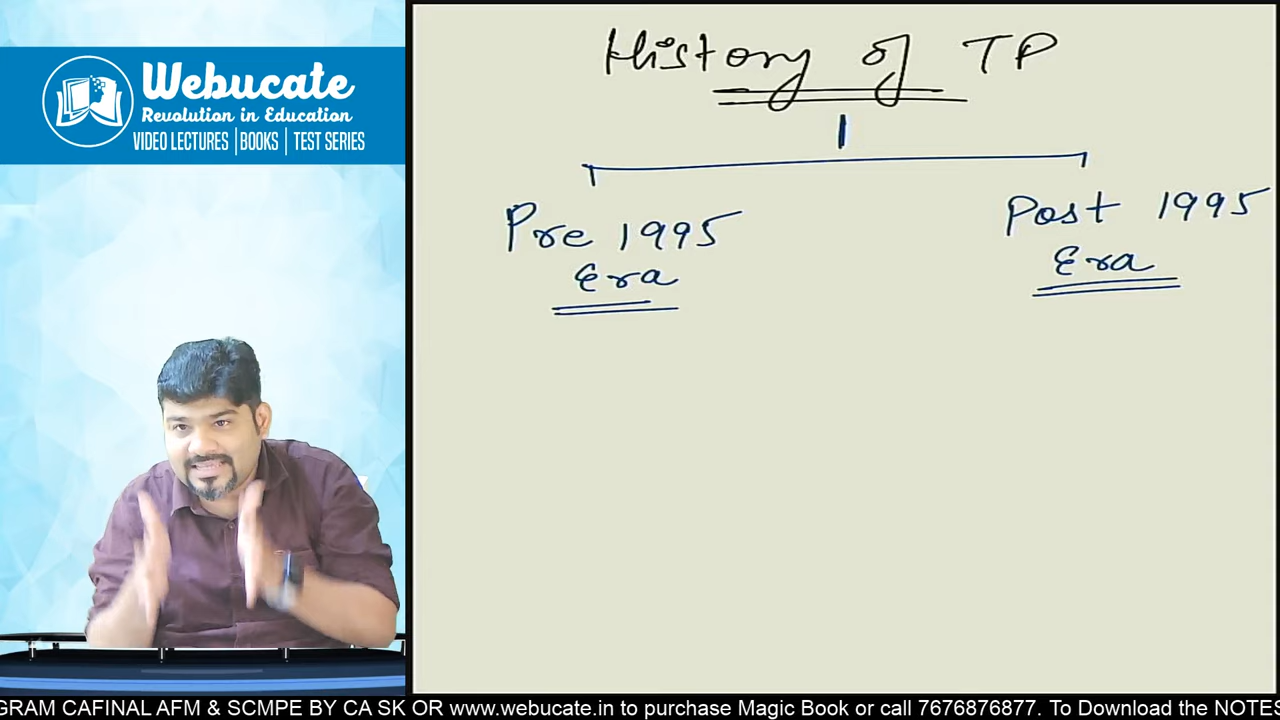 Webucate
Revolution in Education
VIDEO LECTURES | BOOKS | TEST SERIES
History of TP
Pre 1995
Era
Post 1995
Era
GRAM CAFINAL AFM & SCMPE BY CA SK OR www.webucate.in to purchase Magic Book or call 7676876877. To Download the NOTES